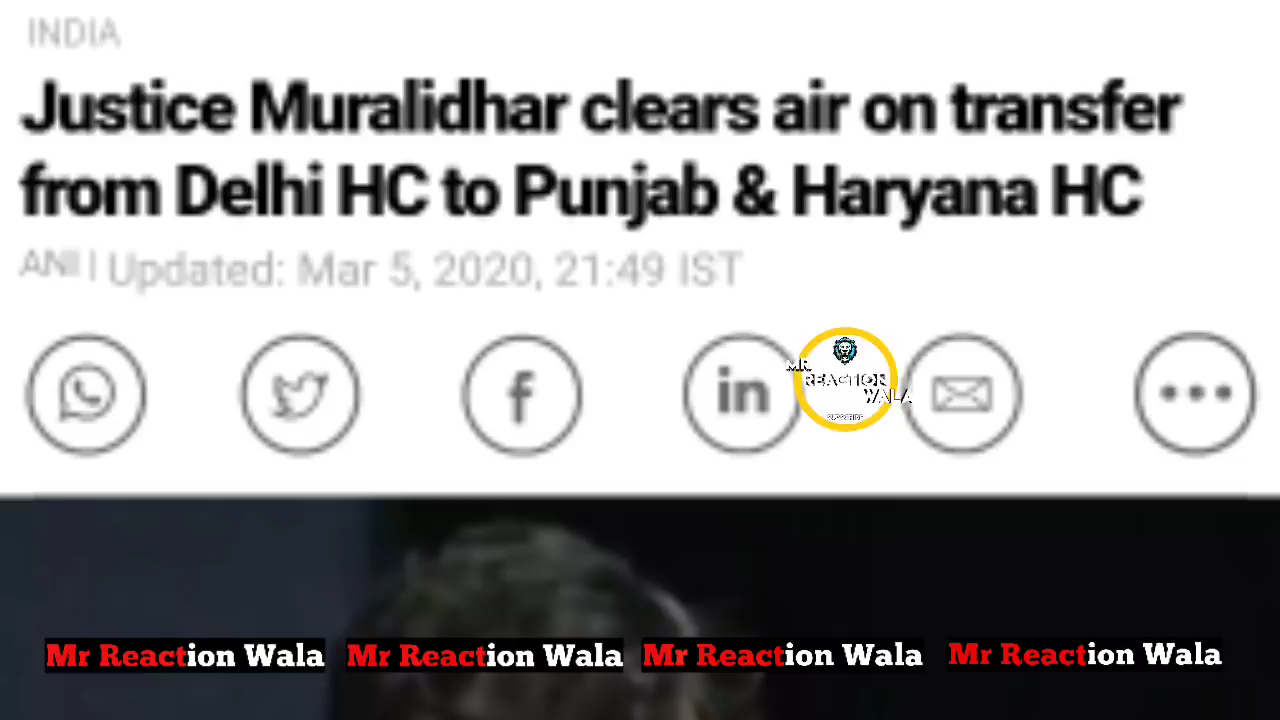 INDIA
Justice Muralidhar clears air on transfer
from Delhi HC to Punjab & Haryana HC
ANI | Updated: Mar 5, 2020, 21:49 IST
f
in
MR
REACTION
WALA
SUBSCRIBE
Mr Reaction Wala Mr Reaction Wala Mr Reaction Wala Mr Reaction Wala